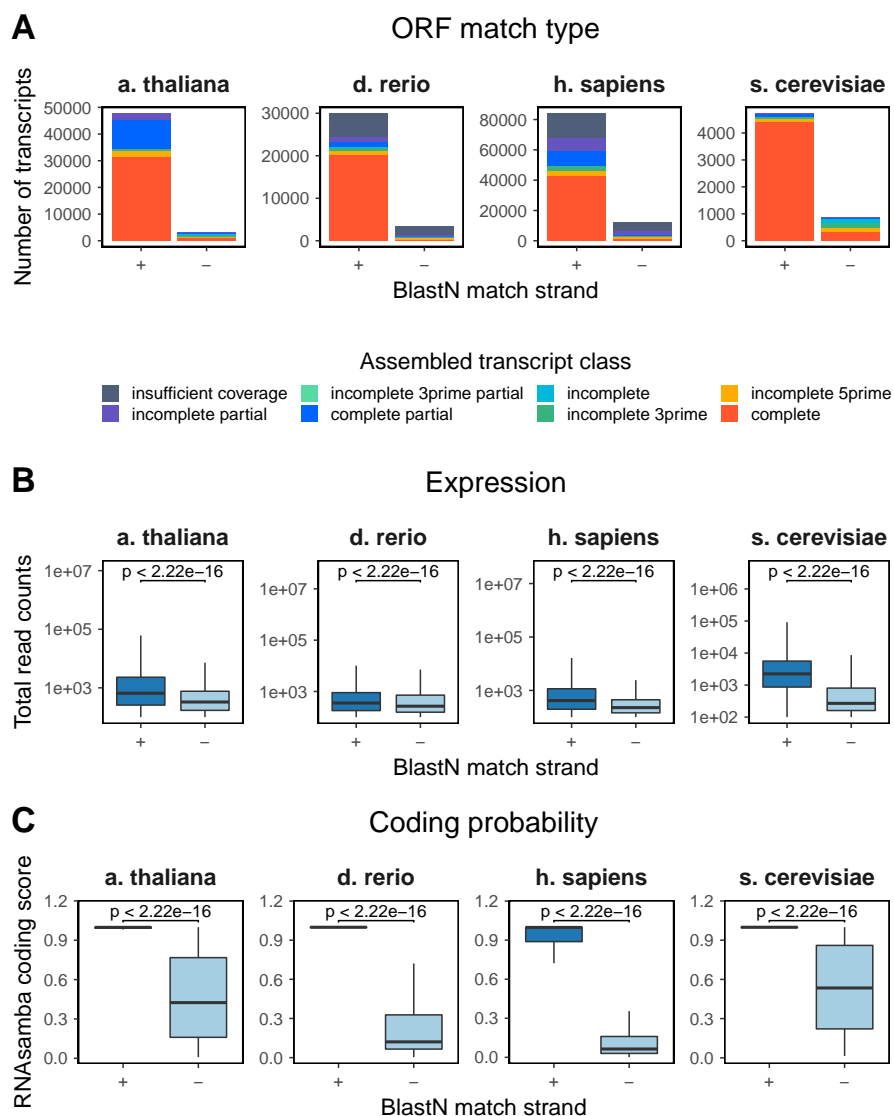 A
ORF match type
a. thaliana
d. rerio
h. sapiens
s. cerevisiae
Number of transcripts
50000
40000
30000
20000
10000
0
30000
20000
10000
0
80000
60000
40000
20000
0
4000
3000
2000
1000
0
+ − + − + − + −
BlastN match strand
Assembled transcript class
insufficient coverage
incomplete 3prime partial
incomplete
incomplete 5prime
incomplete partial
complete partial
incomplete 3prime
complete
B
Expression
a. thaliana
d. rerio
h. sapiens
s. cerevisiae
Total read counts
p < 2.22e−16
p < 2.22e−16
p < 2.22e−16
p < 2.22e−16
1e+07
1e+05
1e+03
1e+07
1e+05
1e+03
1e+07
1e+05
1e+03
1e+06
1e+05
1e+04
1e+03
1e+02
+ − + − + − + −
BlastN match strand
C
Coding probability
a. thaliana
d. rerio
h. sapiens
s. cerevisiae
RNAsamba coding score
p < 2.22e−16
p < 2.22e−16
p < 2.22e−16
p < 2.22e−16
1.2
0.9
0.6
0.3
0.0
1.2
0.9
0.6
0.3
0.0
1.2
0.9
0.6
0.3
0.0
1.2
0.9
0.6
0.3
0.0
+ − + − + − + −
BlastN match strand